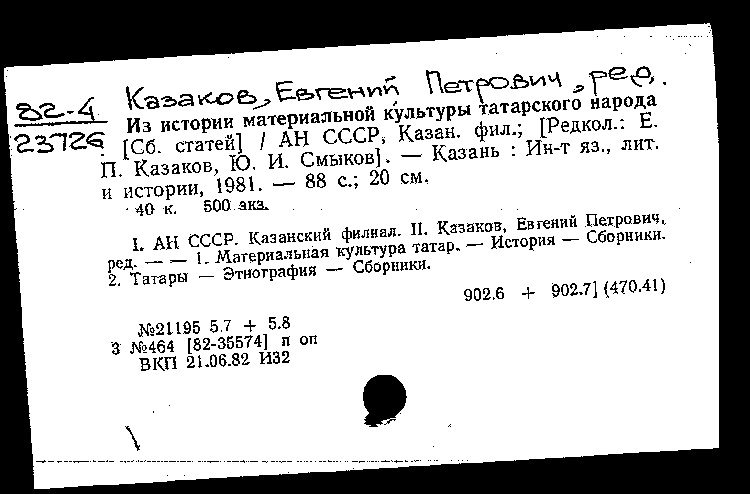 Казаков, Евгений Петрович, ред.
82-4
23726
Из истории материальной культуры татарского народа
[Сб. статей] / АН СССР, Казан. фил.; [Редкол.: Е.
П. Казаков, Ю. И. Смыков]. — Казань : Ин-т яз., лит.
и истории, 1981. — 88 с.; 20 см.
40 к. 500 экз.
I. АН СССР. Казанский филиал. II. Казаков, Евгений Петрович,
ред. — — 1. Материальная культура татар. — История — Сборники.
2. Татары — Этнография — Сборники.
902.6 + 902.7] (470.41)
№21195 5.7 + 5.8
3 №464 [82-35574] п оп
ВКП 21.06.82 И32